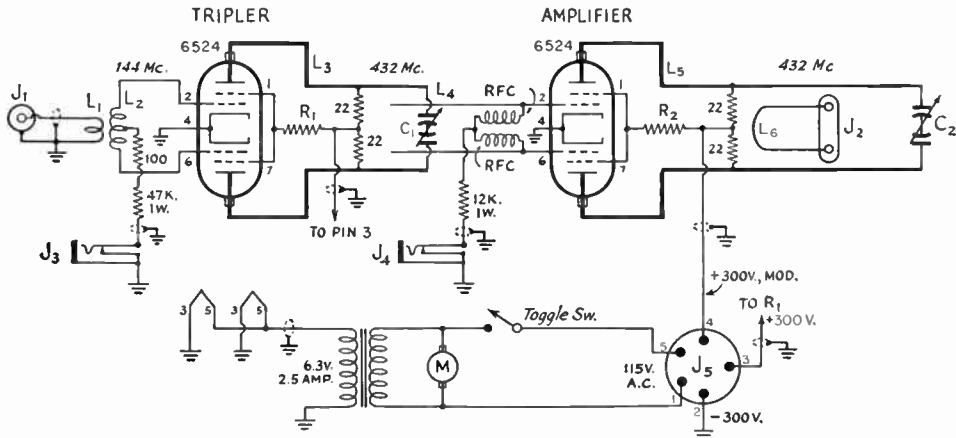 TRIPLER
AMPLIFIER
6524
6524
144 Mc.
L3
432 Mc.
L4
RFC
L5
432 Mc
J1
L1
L2
2
4
6
1
7
R1
22
22
C1
RFC
2
4
6
1
7
R2
22
22
L6
J2
C2
100
47K.
1W.
TO PIN 3
12K.
1W.
J3
J4
+300V., MOD.
TO R1
+300V.
3
5
3
5
Toggle Sw.
6.3V.
2.5 AMP.
M
115V.
A.C.
5
4
3
1
2
J5
-300V.